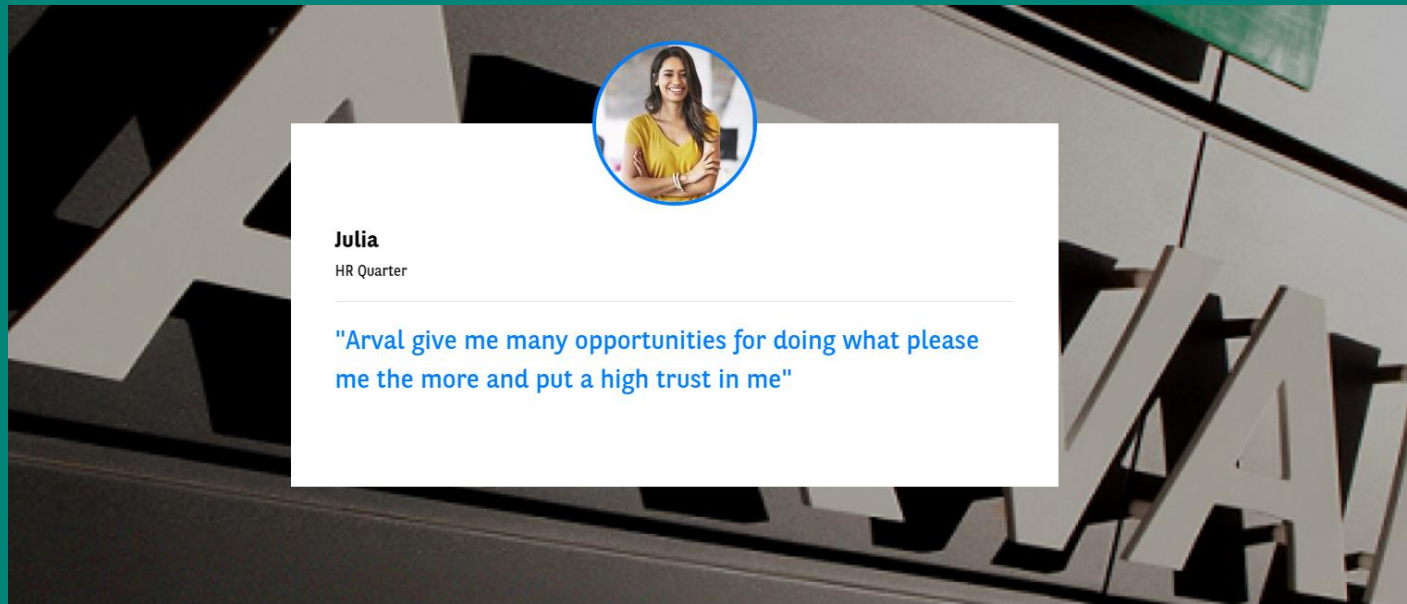 Julia
HR Quarter
"Arval give me many opportunities for doing what please
me the more and put a high trust in me"